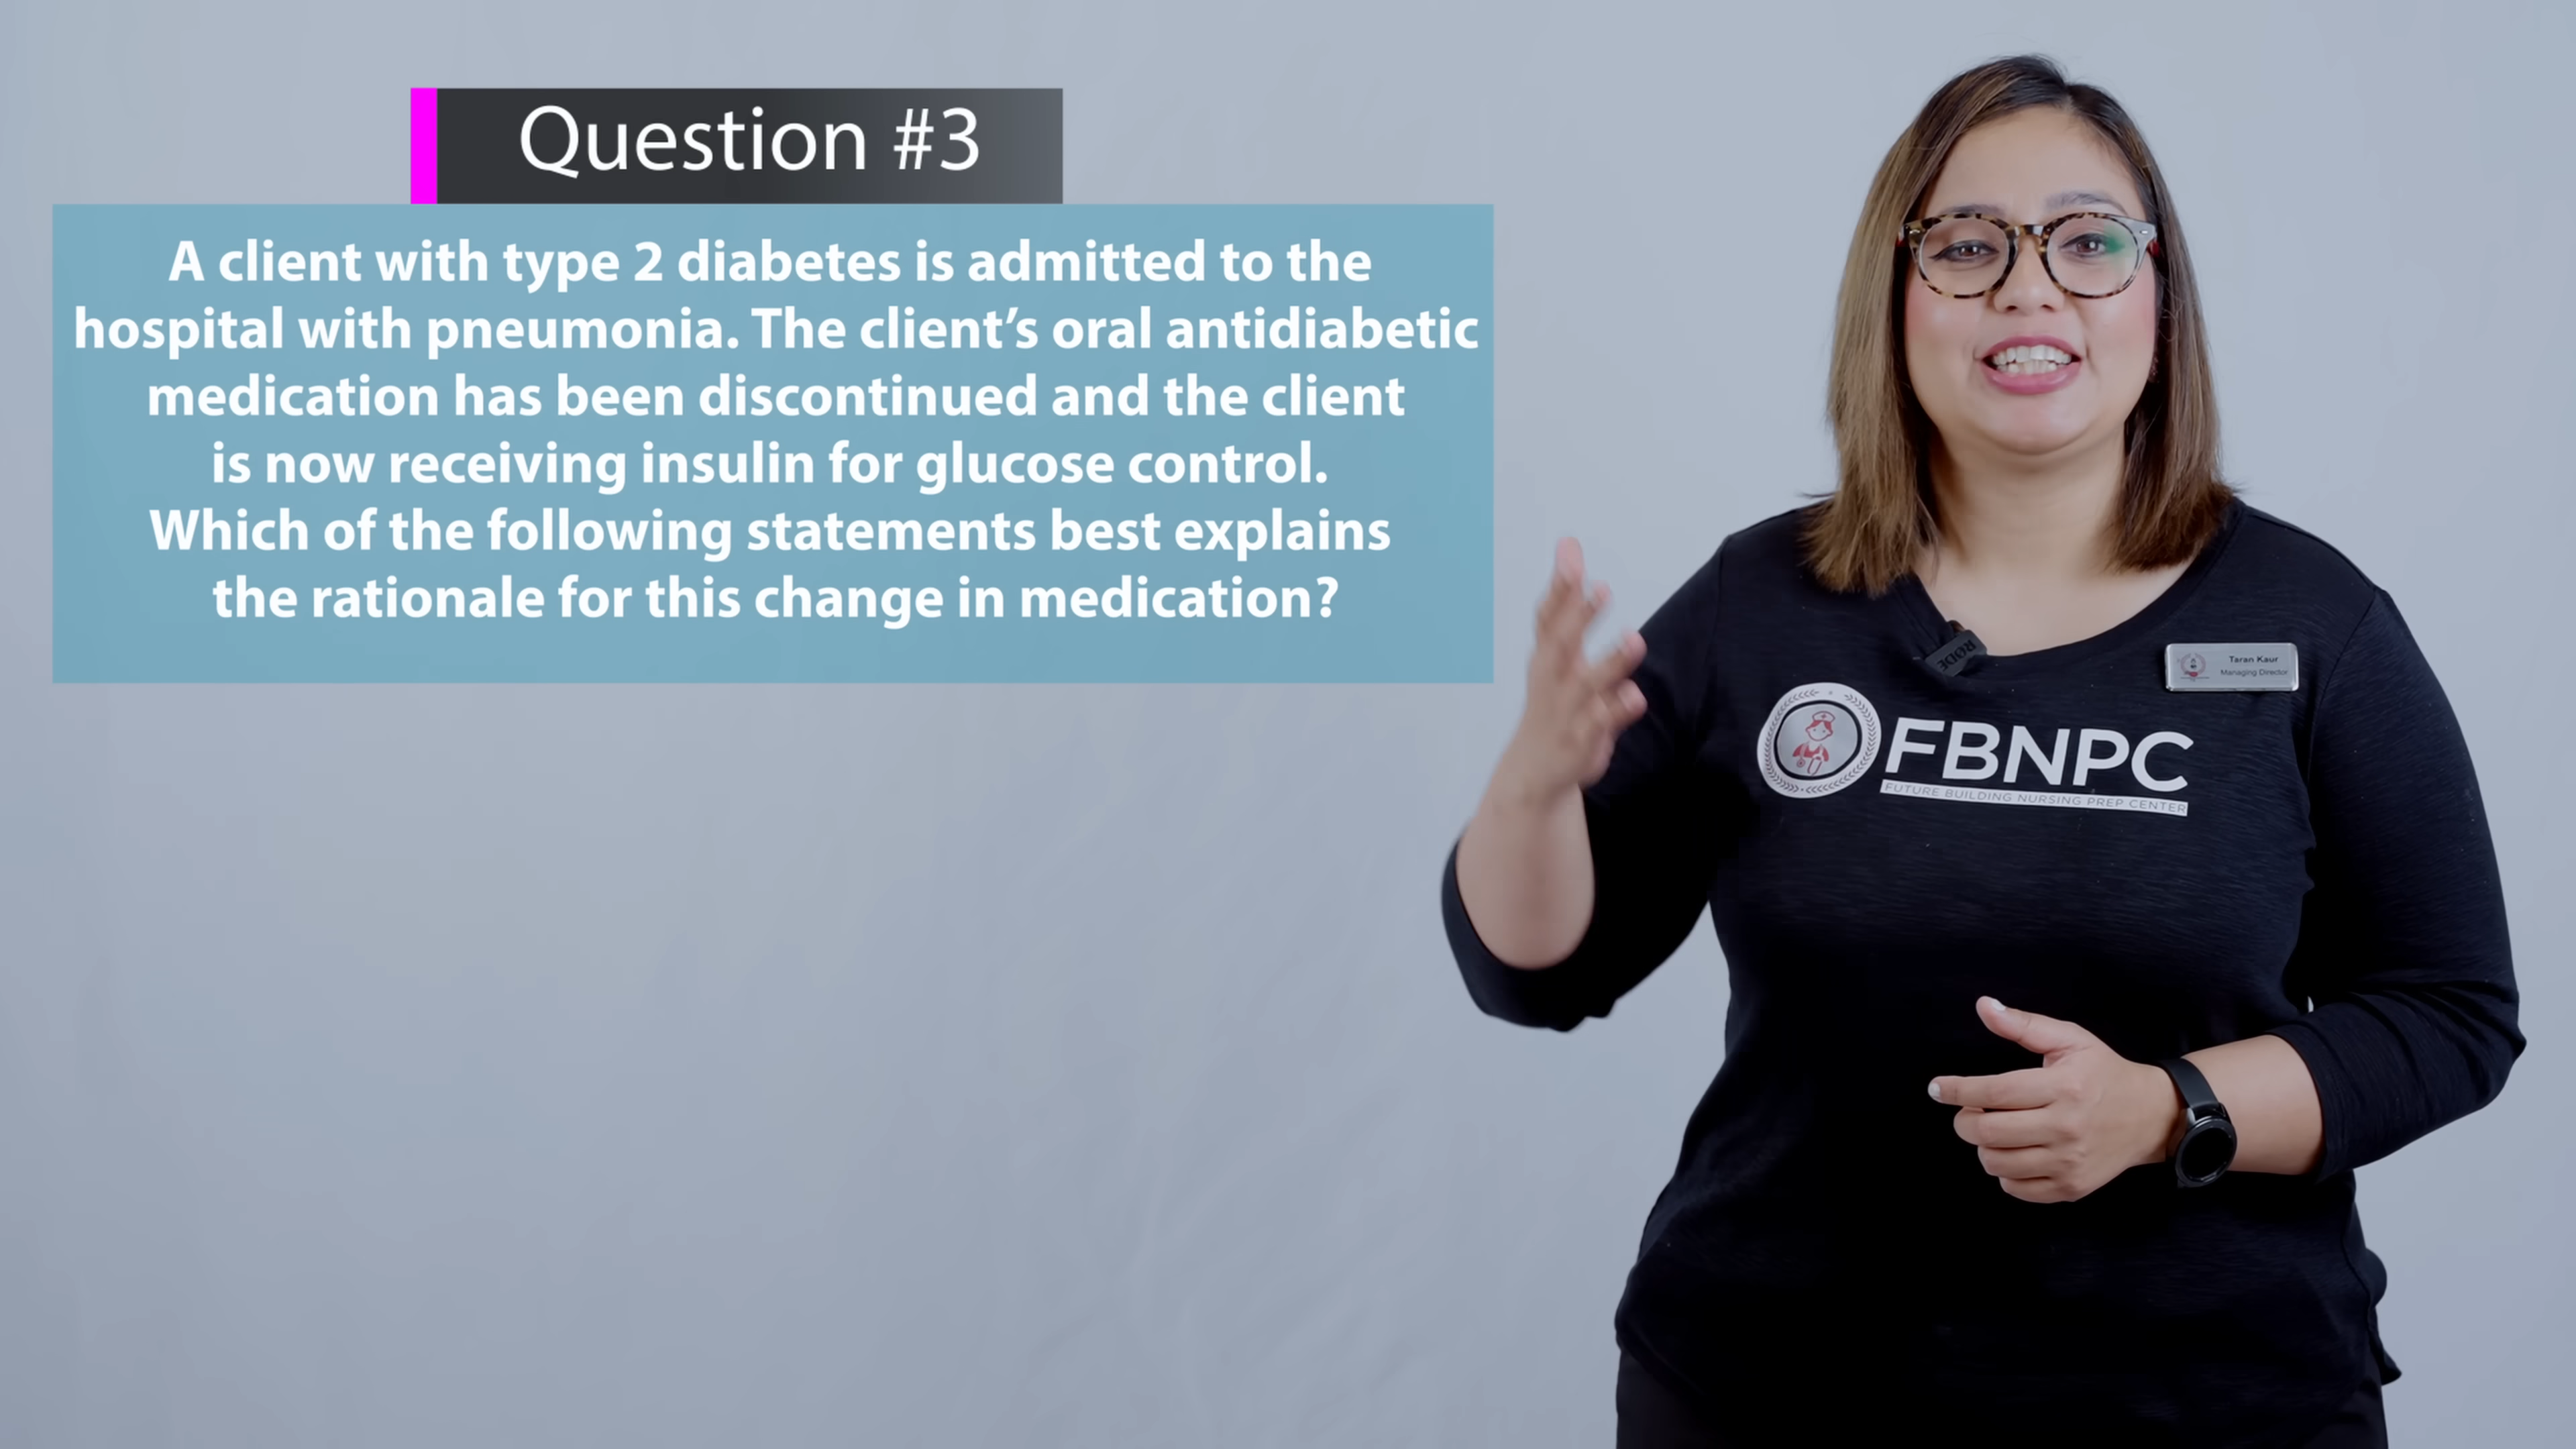 Question #3
A client with type 2 diabetes is admitted to the
hospital with pneumonia. The client’s oral antidiabetic
medication has been discontinued and the client
is now receiving insulin for glucose control.
Which of the following statements best explains
the rationale for this change in medication?
RØDE
Taran Kaur
Managing Director
FBNPC
FUTURE BUILDING NURSING PREP CENTER